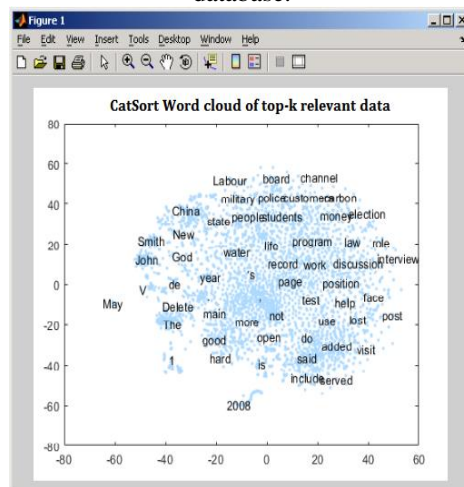 database.
Figure 1
File Edit View Insert Tools Desktop Window Help
CatSort Word cloud of top-k relevant data
80
60
40
20
0
-20
-40
-60
-80
-80 -60 -40 -20 0 20 40 60
Labour board channel
military police customers carbon
China state people students money election
New
Smith water life program law role
John God record work discussion interview
's
year page position
V de
May Delete main test help face
The more not use lost post
good open do added visit
1 hard is said
include served
2008